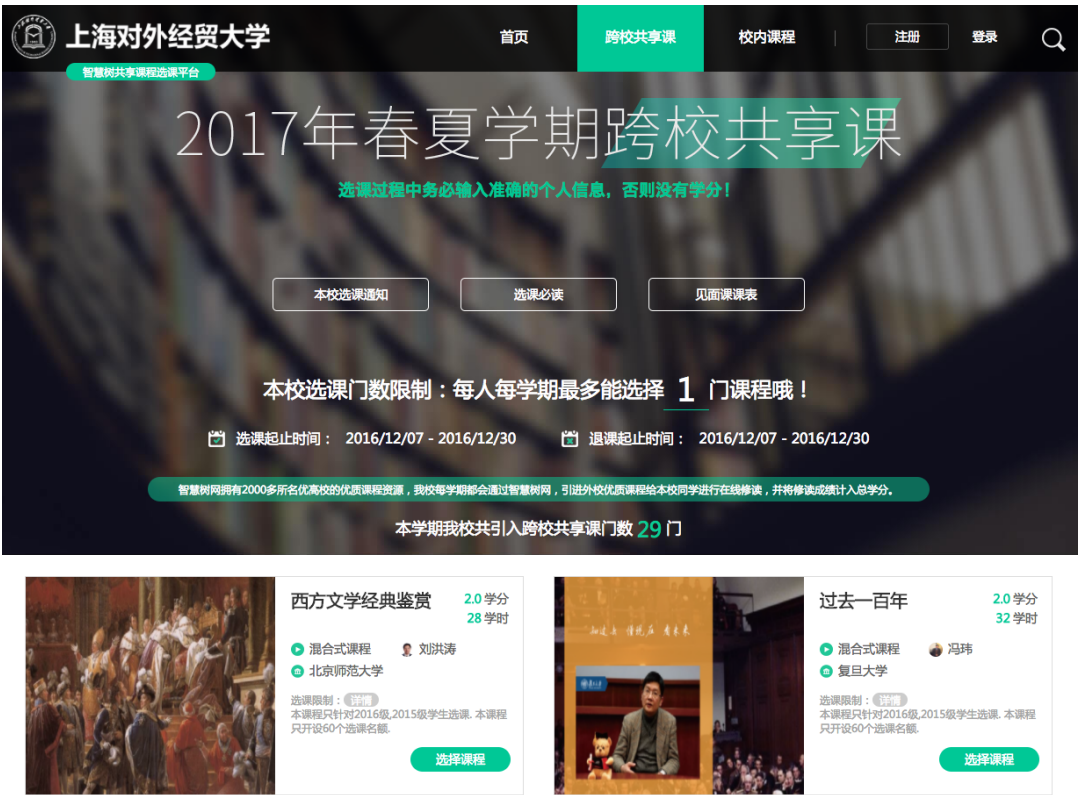 上海对外经贸大学
首页
跨校共享课
校内课程
注册
登录
智慧树共享课程选课平台
2017年春夏学期跨校共享课
选课过程中务必输入准确的个人信息，否则没有学分！
本校选课通知
选课必读
见面课课表
本校选课门数限制：每人每学期最多能选择 1 门课程哦！
选课起止时间： 2016/12/07 - 2016/12/30
退课起止时间： 2016/12/07 - 2016/12/30
智慧树网拥有2000多所名优高校的优质课程资源，我校每学期都会通过智慧树网，引进外校优质课程给本校同学进行在线修读，并将修读成绩计入总学分。
本学期我校共引入跨校共享课门数 29 门
西方文学经典鉴赏
2.0 学分
28 学时
混合式课程
刘洪涛
北京师范大学
选课限制：详情
本课程只针对2016级,2015级学生选课. 本课程
只开设60个选课名额.
选择课程
过去一百年
2.0 学分
32 学时
混合式课程
冯玮
复旦大学
选课限制：详情
本课程只针对2016级,2015级学生选课. 本课程
只开设60个选课名额.
选择课程